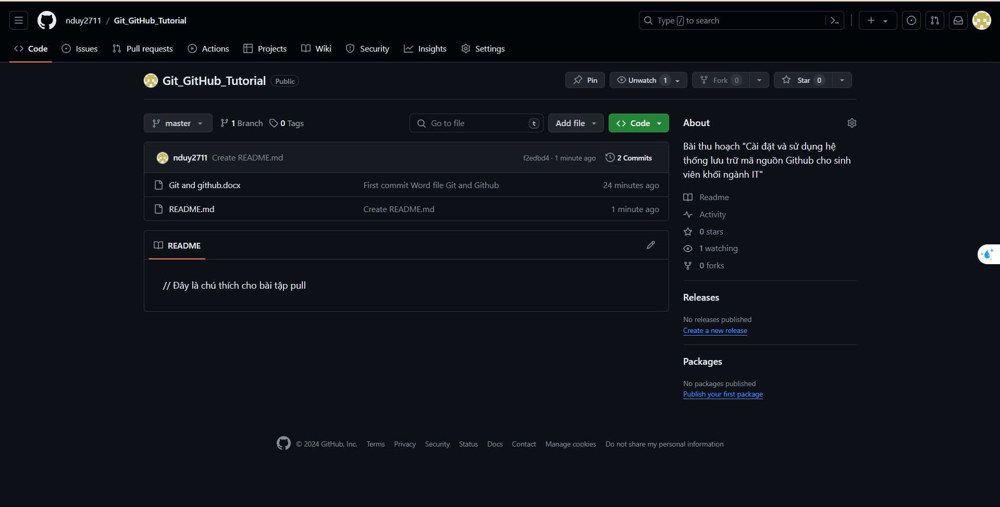 nduy2711 / Git_GitHub_Tutorial
Type / to search
Code Issues Pull requests Actions Projects Wiki Security Insights Settings
Git_GitHub_Tutorial Public
Pin Unwatch 1 Fork 0 Star 0
master 1 Branch 0 Tags Go to file t Add file Code
nduy2711 Create README.md f2edbd4 · 1 minute ago 2 Commits
Git and github.docx First commit Word file Git and Github 24 minutes ago
README.md Create README.md 1 minute ago
README
// Đây là chú thích cho bài tập pull
About
Bài thu hoạch “Cài đặt và sử dụng hệ
thống lưu trữ mã nguồn Github cho sinh
viên khối ngành IT"
Readme
Activity
0 stars
1 watching
0 forks
Releases
No releases published
Create a new release
Packages
No packages published
Publish your first package
© 2024 GitHub, Inc. Terms Privacy Security Status Docs Contact Manage cookies Do not share my personal information